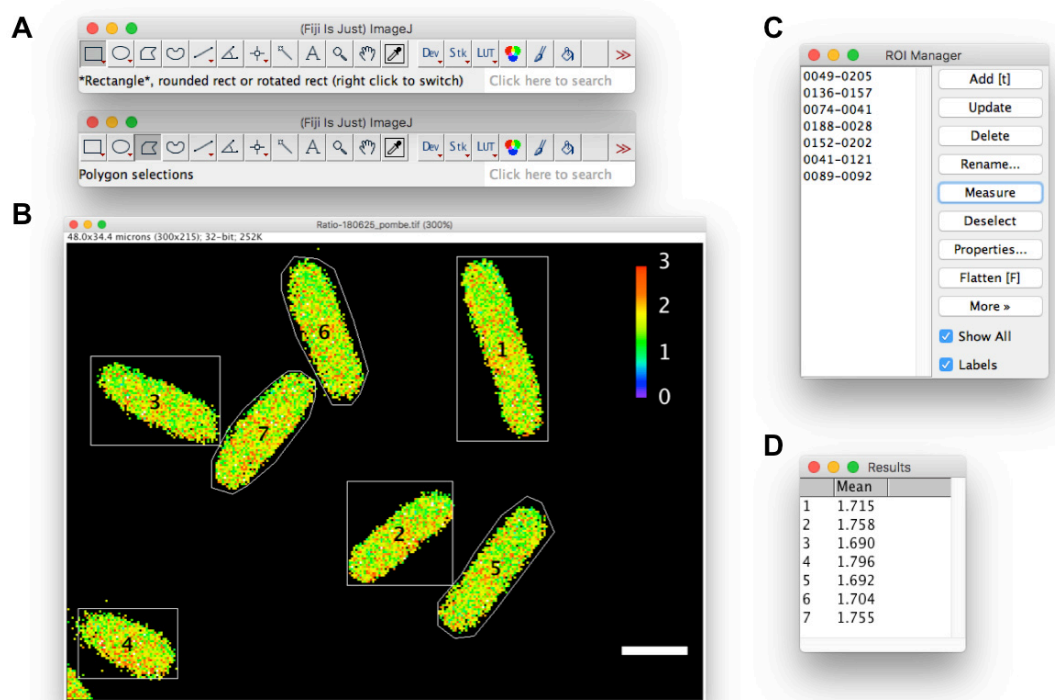 A
(Fiji Is Just) ImageJ
A
Dev Stk LUT
>>
*Rectangle*, rounded rect or rotated rect (right click to switch)
Click here to search
(Fiji Is Just) ImageJ
A
Dev Stk LUT
>>
Polygon selections
Click here to search
B
Ratio-180625_pombe.tif (300%)
48.0x34.4 microns (300x215); 32-bit; 252K
3
2
1
0
6
1
3
7
2
5
4
C
ROI Manager
0049-0205
0136-0157
0074-0041
0188-0028
0152-0202
0041-0121
0089-0092
Add [t]
Update
Delete
Rename...
Measure
Deselect
Properties...
Flatten [F]
More »
Show All
Labels
D
Results
Mean
1 1.715
2 1.758
3 1.690
4 1.796
5 1.692
6 1.704
7 1.755